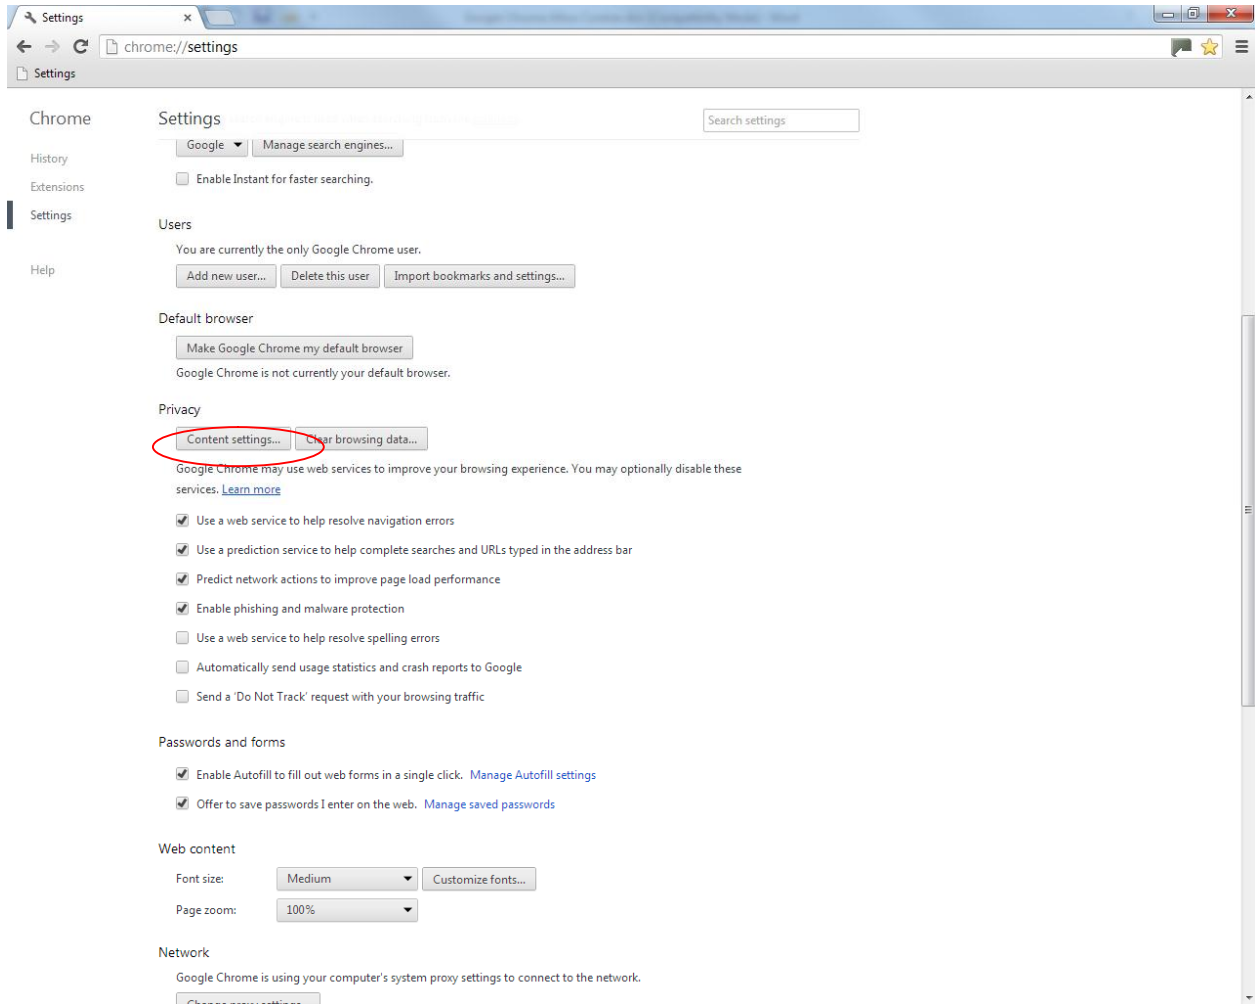 Settings
chrome://settings
Settings
Chrome
Settings
Search settings
History
Extensions
Settings
Help
Google
Manage search engines...
Enable Instant for faster searching.
Users
You are currently the only Google Chrome user.
Add new user...
Delete this user
Import bookmarks and settings...
Default browser
Make Google Chrome my default browser
Google Chrome is not currently your default browser.
Privacy
Content settings...
Clear browsing data...
Google Chrome may use web services to improve your browsing experience. You may optionally disable these
services. Learn more
Use a web service to help resolve navigation errors
Use a prediction service to help complete searches and URLs typed in the address bar
Predict network actions to improve page load performance
Enable phishing and malware protection
Use a web service to help resolve spelling errors
Automatically send usage statistics and crash reports to Google
Send a 'Do Not Track' request with your browsing traffic
Passwords and forms
Enable Autofill to fill out web forms in a single click. Manage Autofill settings
Offer to save passwords I enter on the web. Manage saved passwords
Web content
Font size:
Medium
Customize fonts...
Page zoom:
100%
Network
Google Chrome is using your computer's system proxy settings to connect to the network.
Change proxy settings...